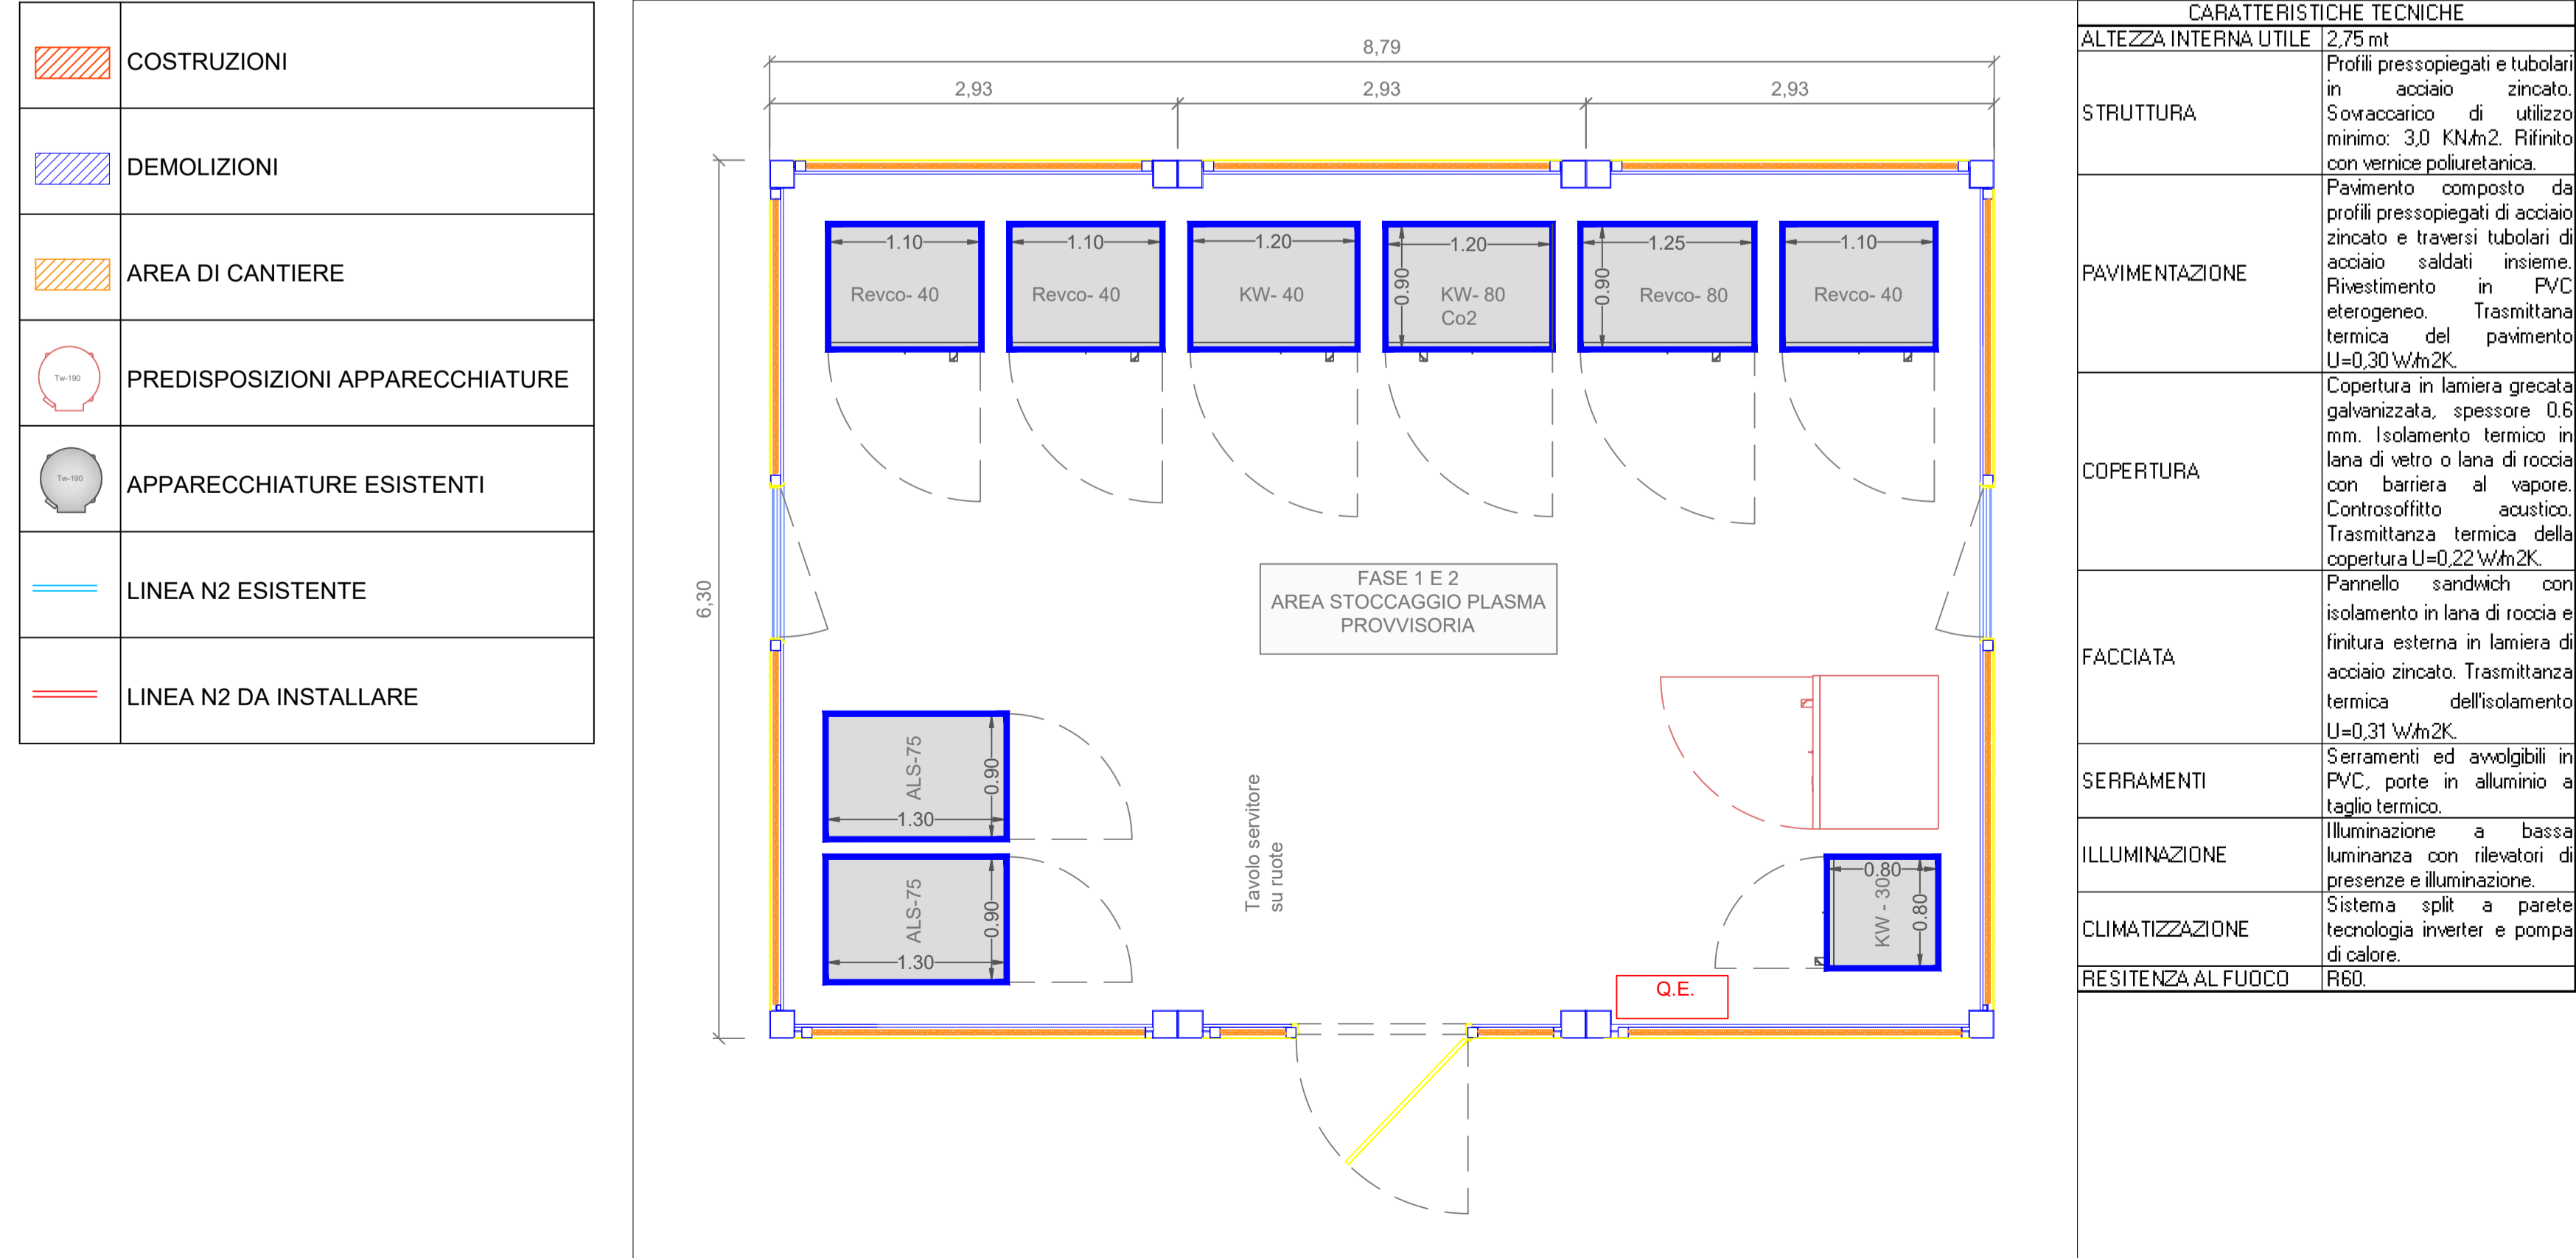 COSTRUZIONI
DEMOLIZIONI
AREA DI CANTIERE
Tw-190
PREDISPOSIZIONI APPARECCHIATURE
Tw-190
APPARECCHIATURE ESISTENTI
LINEA N2 ESISTENTE
LINEA N2 DA INSTALLARE
8,79
2,93
2,93
2,93
6,30
1.10
Revco- 40
1.10
Revco- 40
1.20
KW- 40
1.20
0.90
KW- 80
Co2
1.25
0.90
Revco- 80
1.10
Revco- 40
FASE 1 E 2
AREA STOCCAGGIO PLASMA
PROVVISORIA
ALS-75
0.90
1.30
ALS-75
0.90
1.30
Tavolo servitore
su ruote
0.80
KW - 30
0.80
Q.E.
CARATTERISTICHE TECNICHE
ALTEZZA INTERNA UTILE
2,75 mt
STRUTTURA
Profili pressopiegati e tubolari
in acciaio zincato.
Sovraccarico di utilizzo
minimo: 3,0 KN/m2. Rifinito
con vernice poliuretanica.
PAVIMENTAZIONE
Pavimento composto da
profili pressopiegati di acciaio
zincato e traversi tubolari di
acciaio saldati insieme.
Rivestimento in PVC
eterogeneo. Trasmittana
termica del pavimento
U=0,30 W/m2K.
COPERTURA
Copertura in lamiera grecata
galvanizzata, spessore 0.6
mm. Isolamento termico in
lana di vetro o lana di roccia
con barriera al vapore.
Controsoffitto acustico.
Trasmittanza termica della
copertura U=0,22 W/m2K.
FACCIATA
Pannello sandwich con
isolamento in lana di roccia e
finitura esterna in lamiera di
acciaio zincato. Trasmittanza
termica dell'isolamento
U=0,31 W/m2K.
SERRAMENTI
Serramenti ed avvolgibili in
PVC, porte in alluminio a
taglio termico.
ILLUMINAZIONE
Illuminazione a bassa
luminanza con rilevatori di
presenze e illuminazione.
CLIMATIZZAZIONE
Sistema split a parete
tecnologia inverter e pompa
di calore.
RESITENZA AL FUOCO
R60.